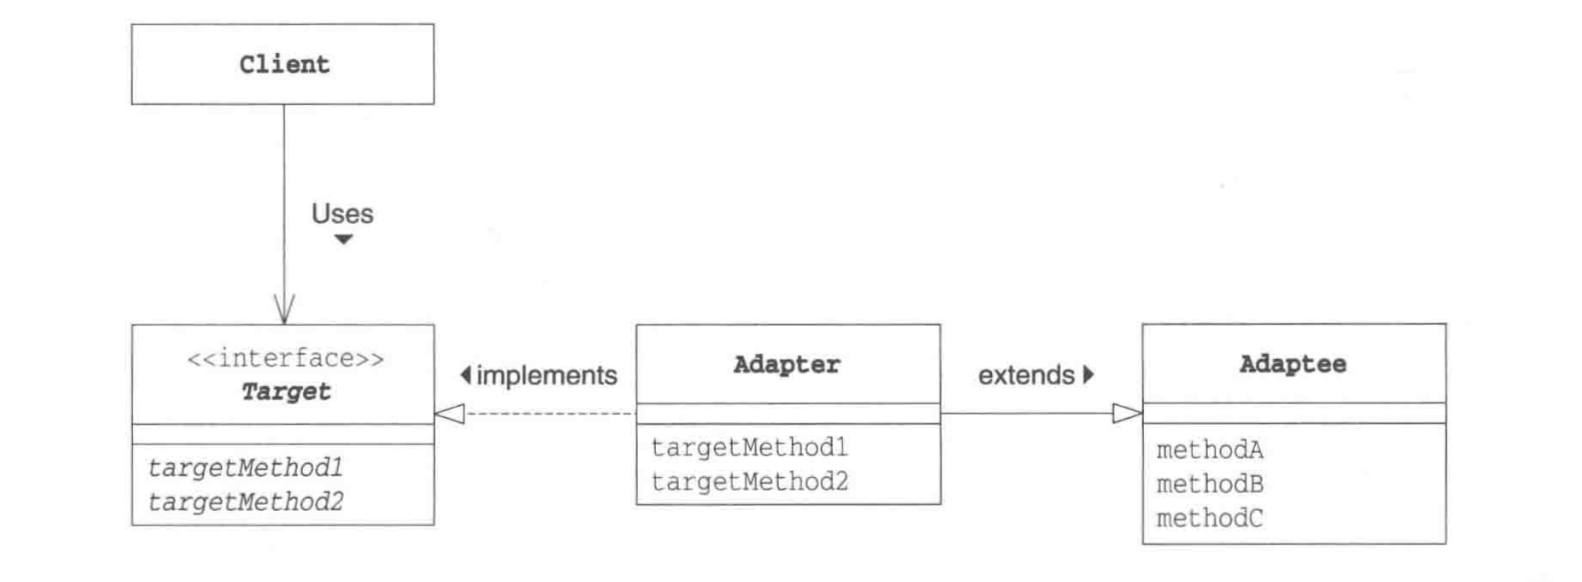 Client
Uses
<<interface>>
Target
targetMethod1
targetMethod2
implements
Adapter
targetMethod1
targetMethod2
extends
Adaptee
methodA
methodB
methodC